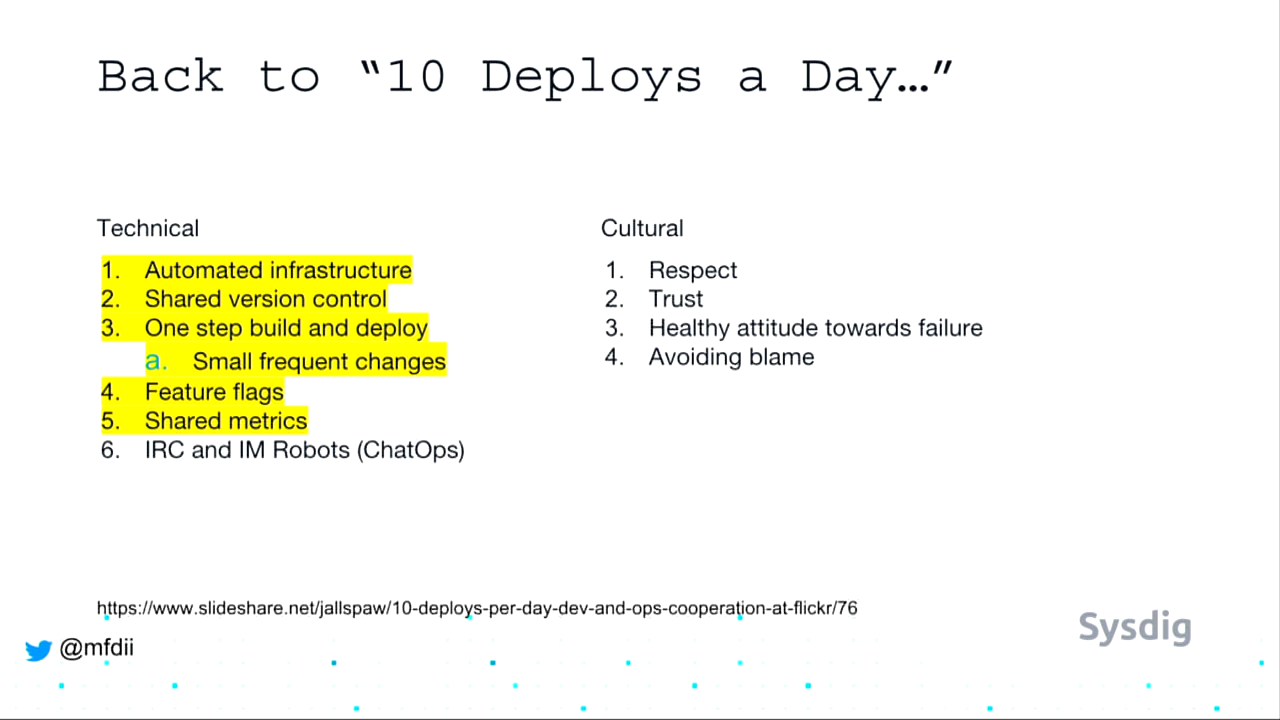 Back to “10 Deploys a Day…”
Technical
1. Automated infrastructure
2. Shared version control
3. One step build and deploy
a. Small frequent changes
4. Feature flags
5. Shared metrics
6. IRC and IM Robots (ChatOps)
Cultural
1. Respect
2. Trust
3. Healthy attitude towards failure
4. Avoiding blame
https://www.slideshare.net/jallspaw/10-deploys-per-day-dev-and-ops-cooperation-at-flickr/76
@mfdii
Sysdig